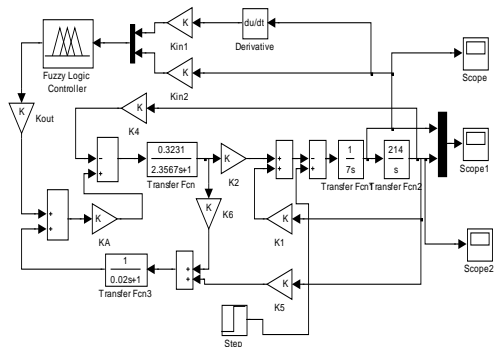 K
Kin1
du/dt
Derivative
K
Kin2
Fuzzy Logic
Controller
Scope
K
Kout
K
K4
-
+
0.3231
2.3567s+1
Transfer Fcn
K
K2
+
+
-
+
1
7s
Transfer Fcn1
214
s
Transfer Fcn2
Scope1
K
K6
K
K1
+
+
K
KA
Scope2
1
0.02s+1
Transfer Fcn3
+
+
K
K5
Step